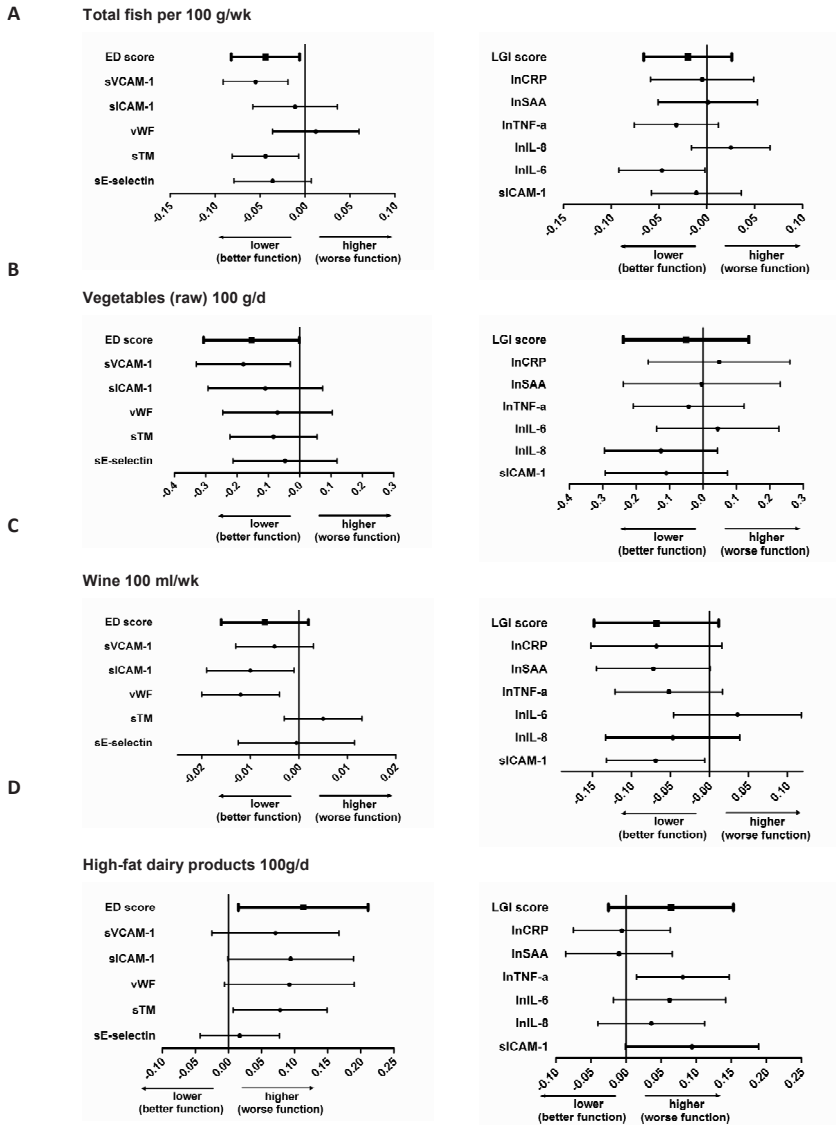 A
Total fish per 100 g/wk
ED score
sVCAM-1
sICAM-1
vWF
sTM
sE-selectin
-0.15 -0.10 -0.05 0.00 0.05 0.10
lower higher
(better function) (worse function)
LGI score
lnCRP
lnSAA
lnTNF-a
lnIL-8
lnIL-6
sICAM-1
-0.15 -0.10 -0.05 -0.00 0.05 0.10
lower higher
(better function) (worse function)
B
Vegetables (raw) 100 g/d
ED score
sVCAM-1
sICAM-1
vWF
sTM
sE-selectin
-0.4 -0.3 -0.2 -0.1 -0.0 0.1 0.2 0.3
lower higher
(better function) (worse function)
LGI score
lnCRP
lnSAA
lnTNF-a
lnIL-6
lnIL-8
sICAM-1
-0.4 -0.3 -0.2 -0.1 -0.0 0.1 0.2 0.3
lower higher
(better function) (worse function)
C
Wine 100 ml/wk
ED score
sVCAM-1
sICAM-1
vWF
sTM
sE-selectin
-0.02 -0.01 0.00 0.01 0.02
lower higher
(better function) (worse function)
LGI score
lnCRP
lnSAA
lnTNF-a
lnIL-6
lnIL-8
sICAM-1
-0.15 -0.10 -0.05 -0.00 0.05 0.10
lower higher
(better function) (worse function)
D
High-fat dairy products 100g/d
ED score
sVCAM-1
sICAM-1
vWF
sTM
sE-selectin
-0.10 -0.05 0.00 0.05 0.10 0.15 0.20 0.25
lower higher
(better function) (worse function)
LGI score
lnCRP
lnSAA
lnTNF-a
lnIL-6
lnIL-8
sICAM-1
-0.10 -0.05 0.00 0.05 0.10 0.15 0.20 0.25
lower higher
(better function) (worse function)